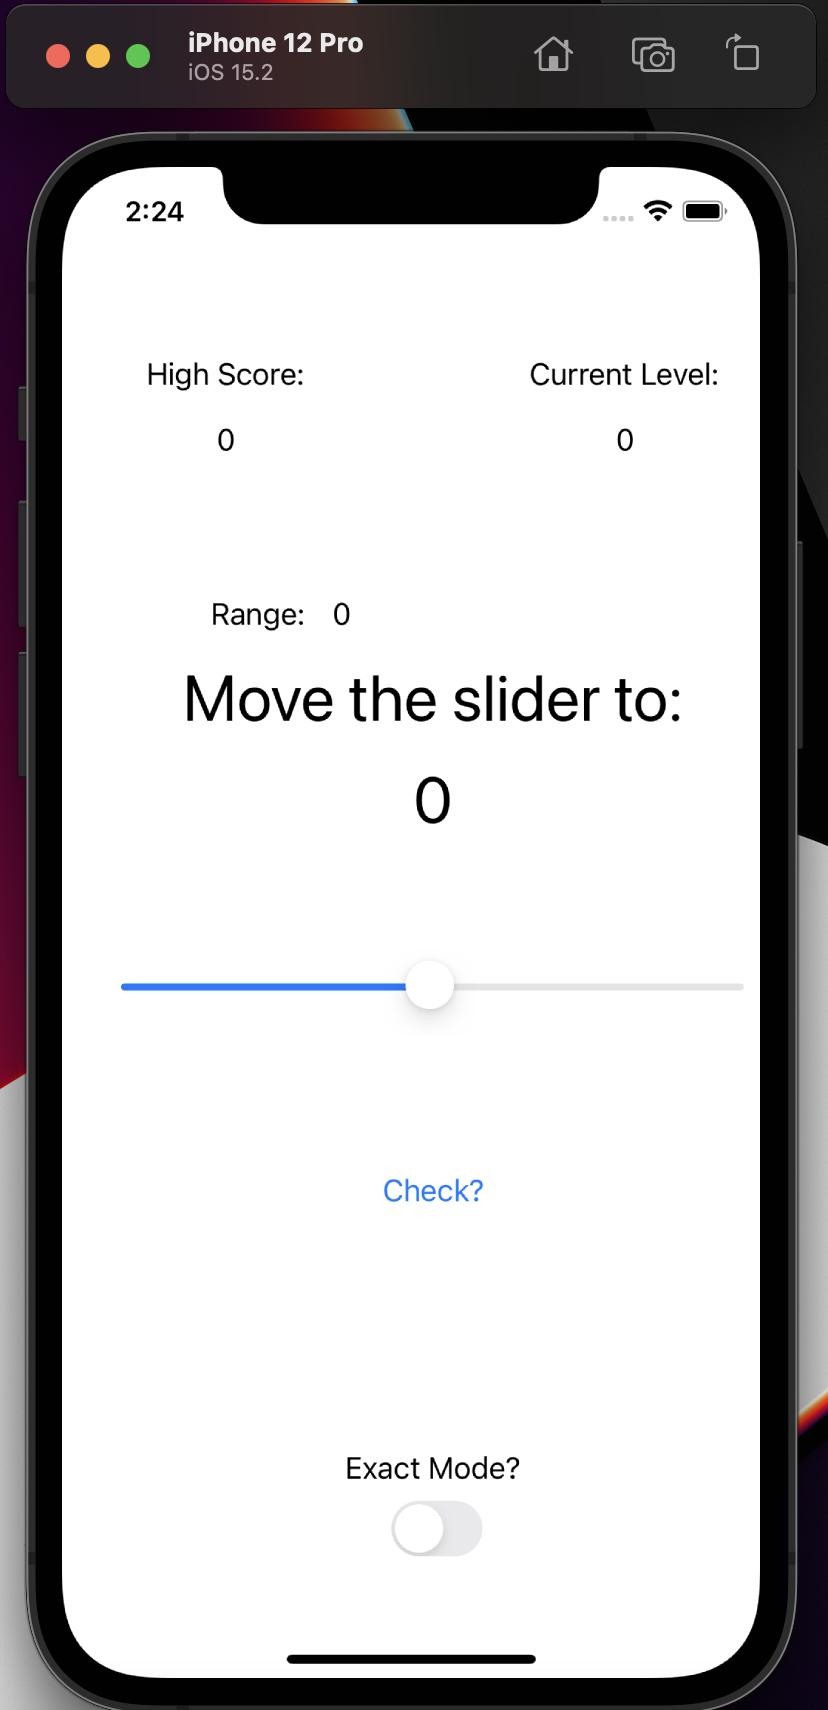 iPhone 12 Pro
iOS 15.2
2:24
High Score: Current Level:
0 0
Range: 0
Move the slider to:
0
Check?
Exact Mode?